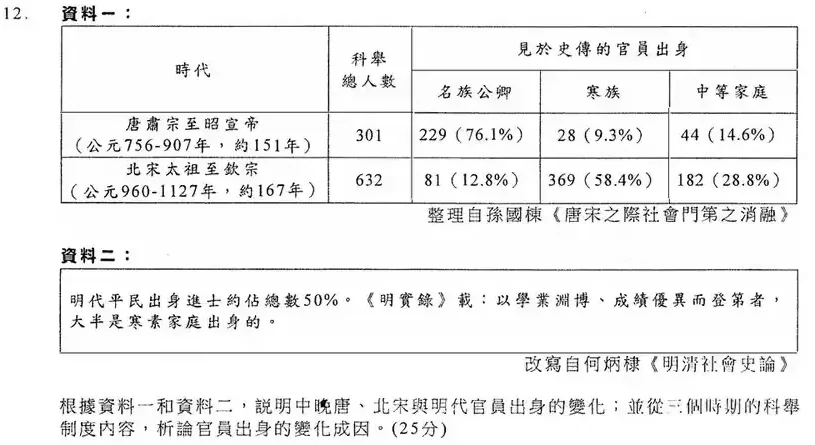 12. 資料一：
時代 科舉總人數 見於史傳的官員出身
名族公卿 寒族 中等家庭
唐肅宗至昭宣帝
（公元756-907年，約151年） 301 229（76.1%） 28（9.3%） 44（14.6%）
北宋太祖至欽宗
（公元960-1127年，約167年） 632 81（12.8%） 369（58.4%） 182（28.8%）
整理自孫國棟《唐宋之際社會門第之消融》
資料二：
明代平民出身進士約佔總數50%。《明實錄》載：以學業淵博、成績優異而登第者，
大半是寒素家庭出身的。
改寫自何炳棣《明清社會史論》
根據資料一和資料二，說明中晚唐、北宋與明代官員出身的變化；並從三個時期的科舉
制度內容，析論官員出身的變化成因。(25分)